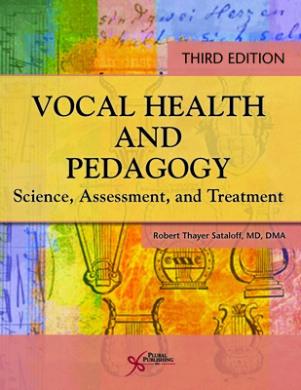 THIRD EDITION
VOCAL HEALTH
AND
PEDAGOGY
Science, Assessment, and Treatment
Robert Thayer Sataloff, MD, DMA
PLURAL
PUBLISHING